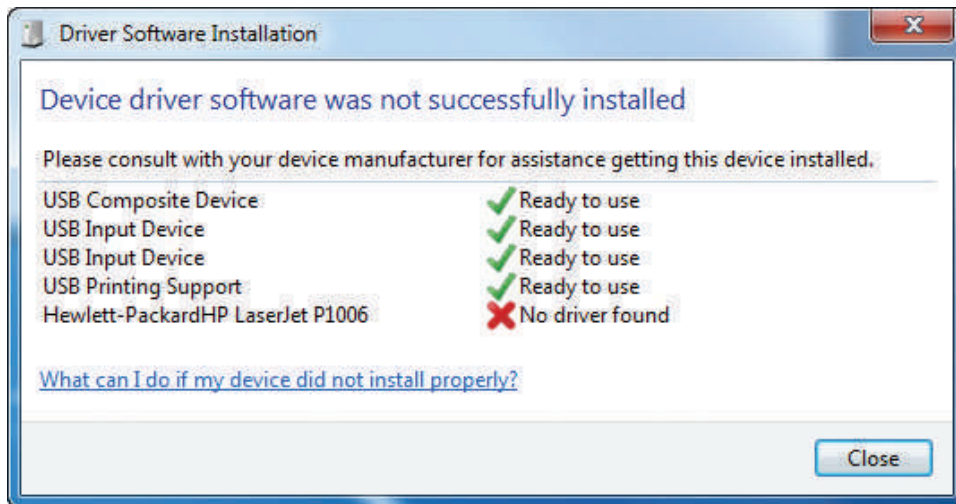 Driver Software Installation
Device driver software was not successfully installed
Please consult with your device manufacturer for assistance getting this device installed.
USB Composite Device Ready to use
USB Input Device Ready to use
USB Input Device Ready to use
USB Printing Support Ready to use
Hewlett-PackardHP LaserJet P1006 No driver found
What can I do if my device did not install properly?
Close